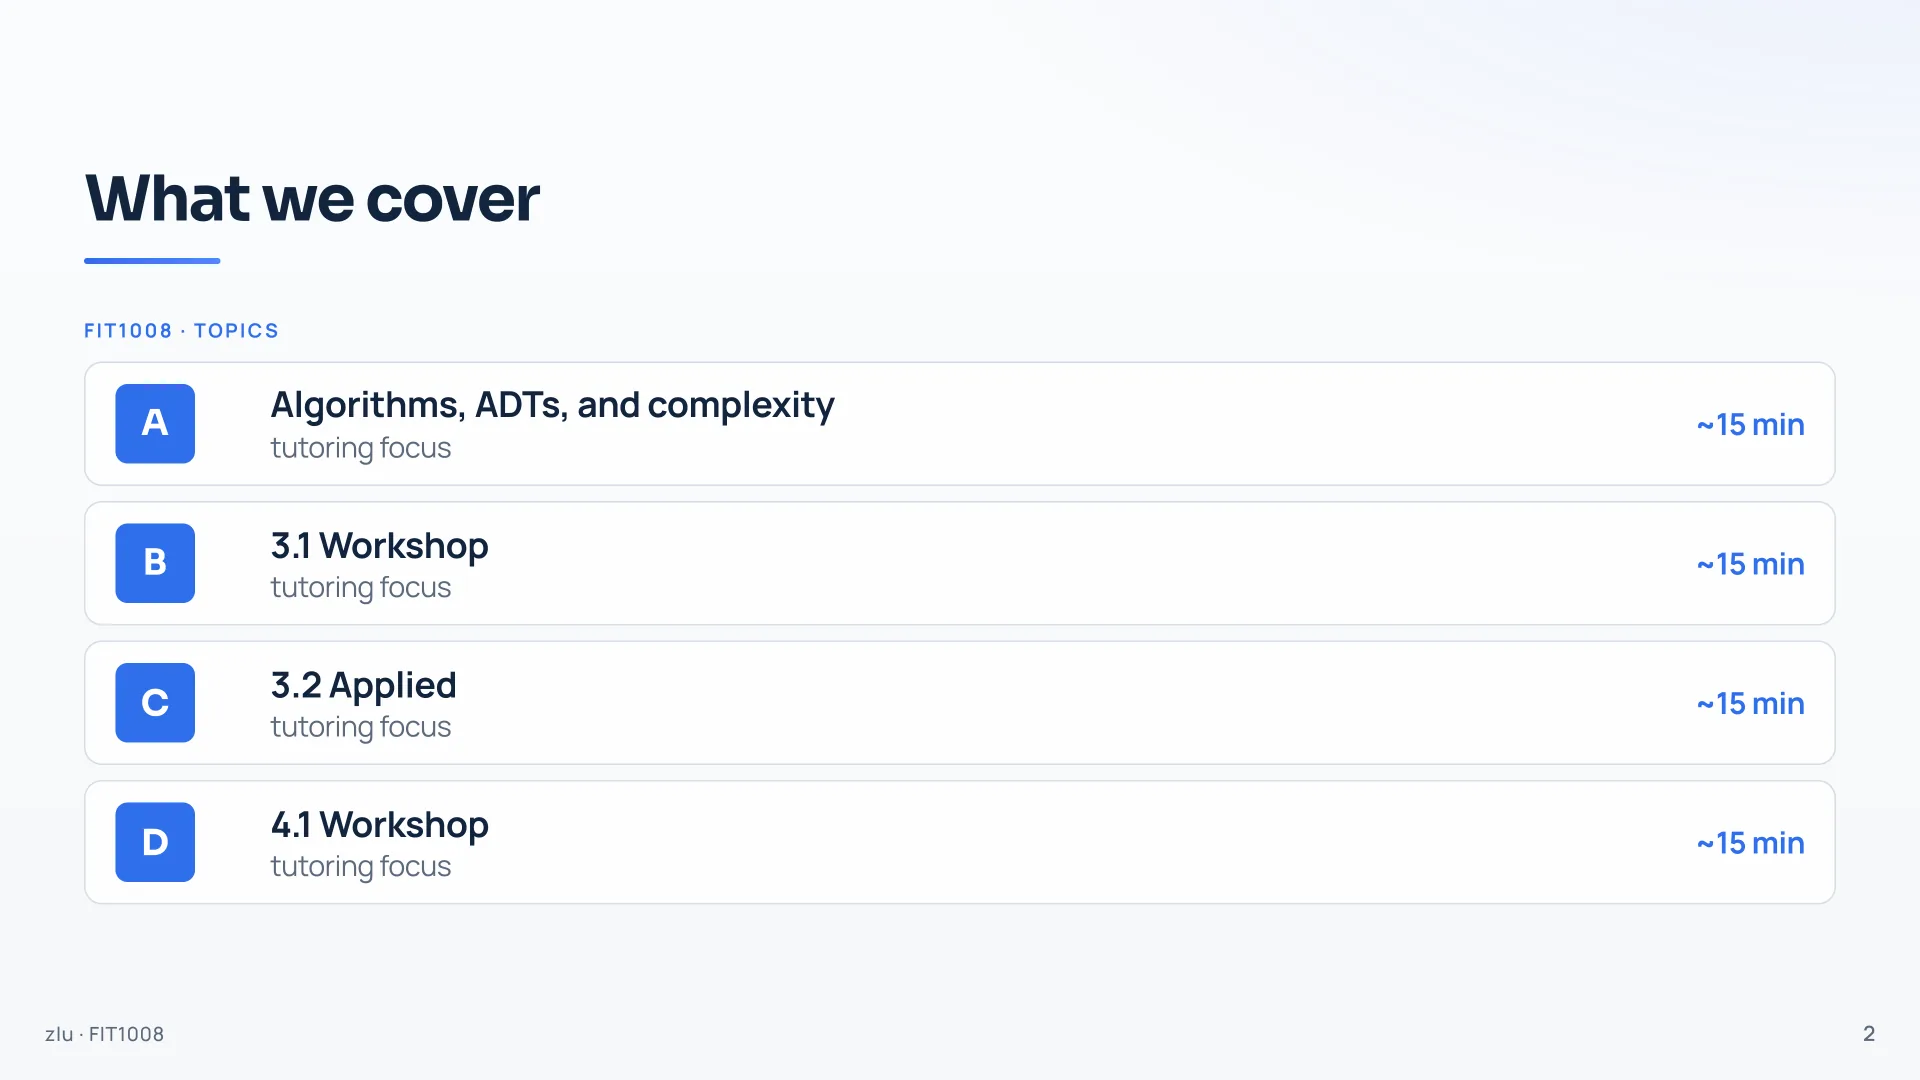 What we cover
FIT1008 · TOPICS
A
Algorithms, ADTs, and complexity
tutoring focus
~15 min
B
3.1 Workshop
tutoring focus
~15 min
C
3.2 Applied
tutoring focus
~15 min
D
4.1 Workshop
tutoring focus
~15 min
zlu · FIT1008
2